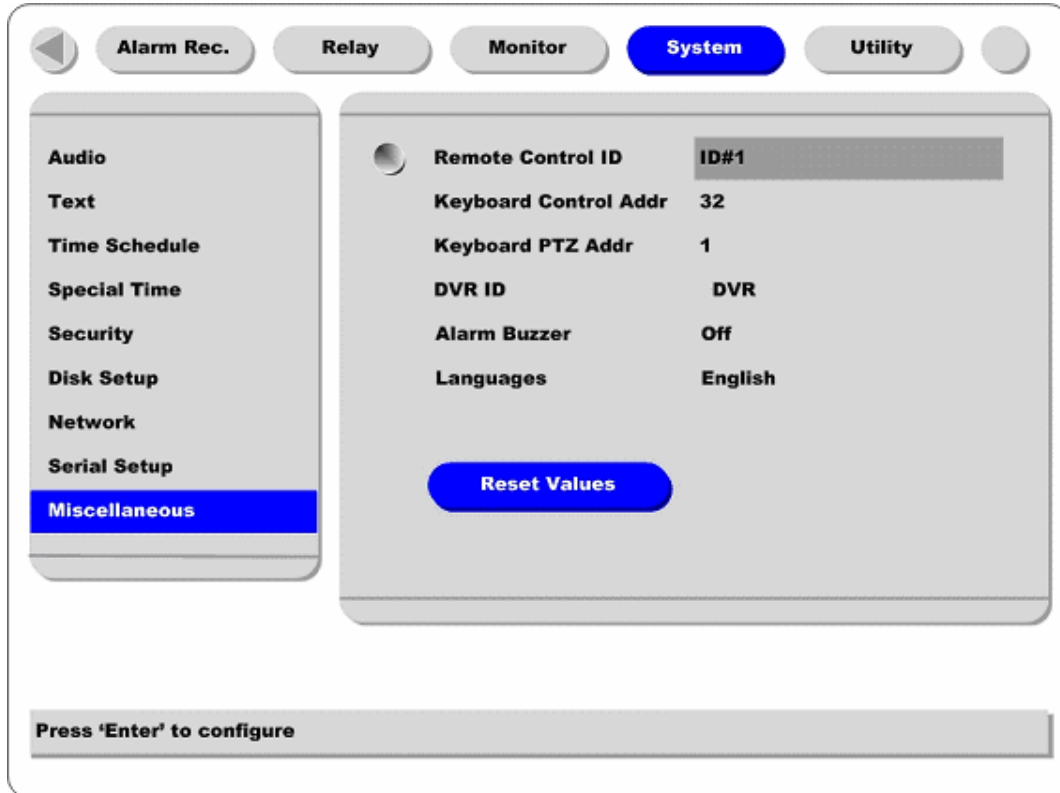 Alarm Rec. Relay Monitor System Utility
Audio
Text
Time Schedule
Special Time
Security
Disk Setup
Network
Serial Setup
Miscellaneous
Remote Control ID ID#1
Keyboard Control Addr 32
Keyboard PTZ Addr 1
DVR ID DVR
Alarm Buzzer Off
Languages English
Reset Values
Press ‘Enter’ to configure